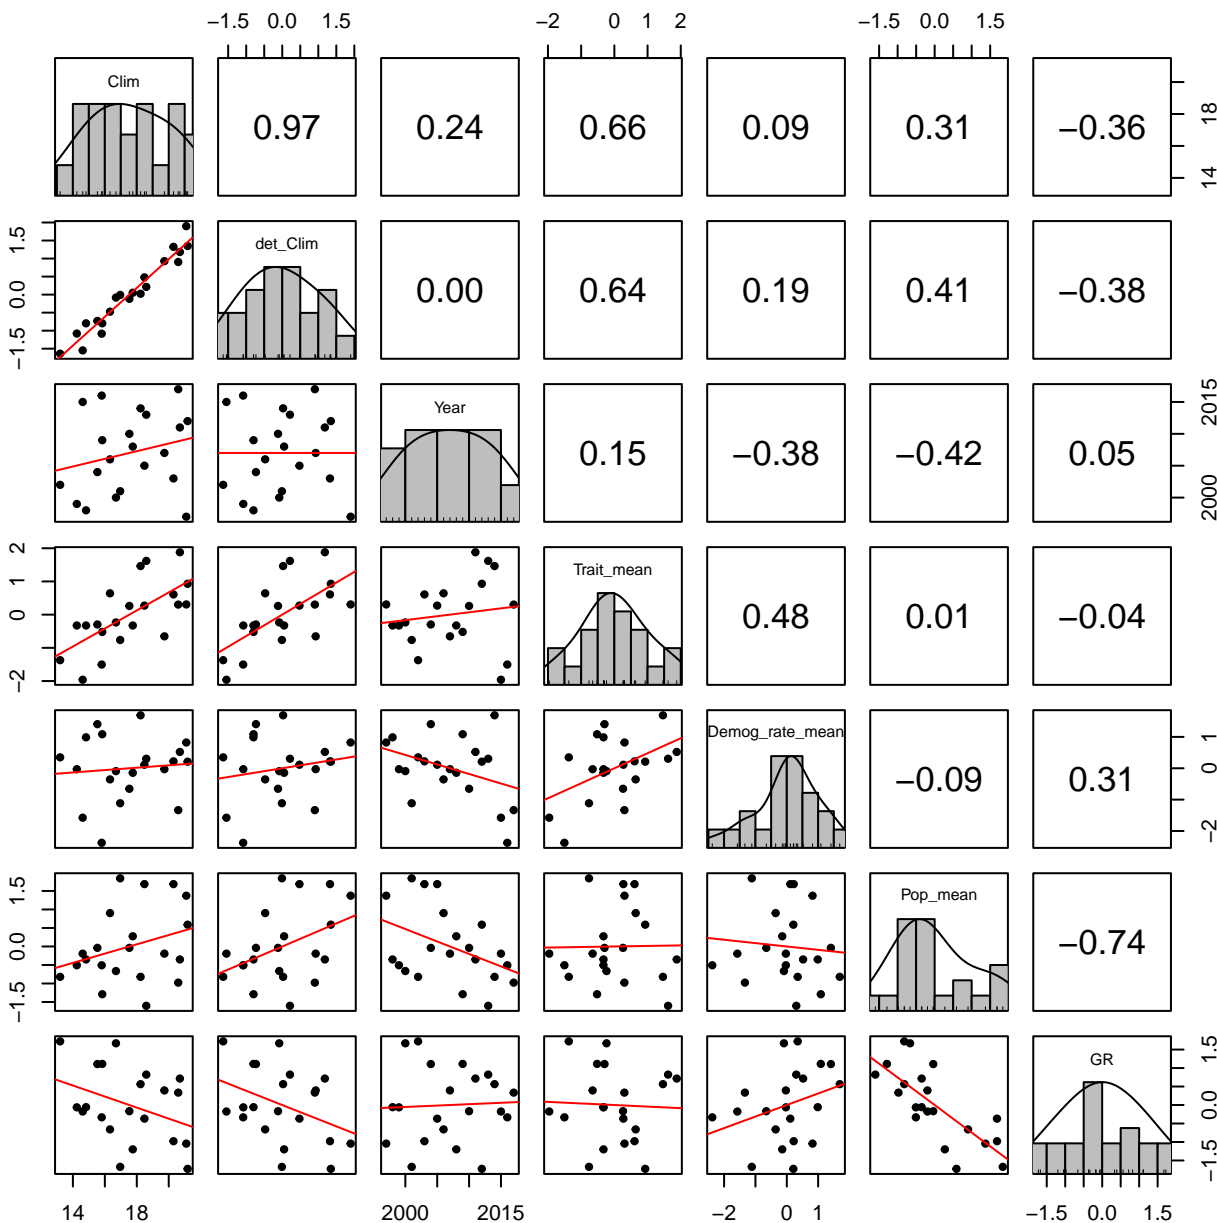 −1.5 0.0 1.5 −2 0 1 2 −1.5 0.0 1.5
Clim 0.97 0.24 0.66 0.09 0.31 −0.36 14 18
−1.5 0.0 1.5 det_Clim 0.00 0.64 0.19 0.41 −0.38
Year 0.15 −0.38 −0.42 0.05 2000 2015
−2 0 1 2 Trait_mean 0.48 0.01 −0.04
Demog_rate_mean −0.09 0.31 −2 0 1
−1.5 0.0 1.5 Pop_mean −0.74
GR −1.5 0.0 1.5
14 18 2000 2015 −2 0 1 −1.5 0.0 1.5